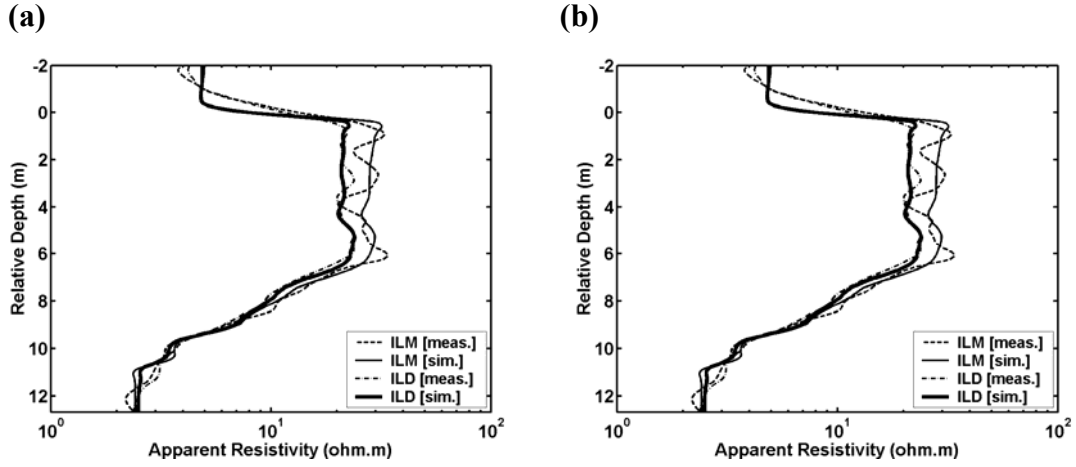 (a)
(b)
-2
0
2
4
6
8
10
12
Relative Depth (m)
ILM [meas.]
ILM [sim.]
ILD [meas.]
ILD [sim.]
10^0
10^1
10^2
Apparent Resistivity (ohm.m)
-2
0
2
4
6
8
10
12
Relative Depth (m)
ILM [meas.]
ILM [sim.]
ILD [meas.]
ILD [sim.]
10^0
10^1
10^2
Apparent Resistivity (ohm.m)